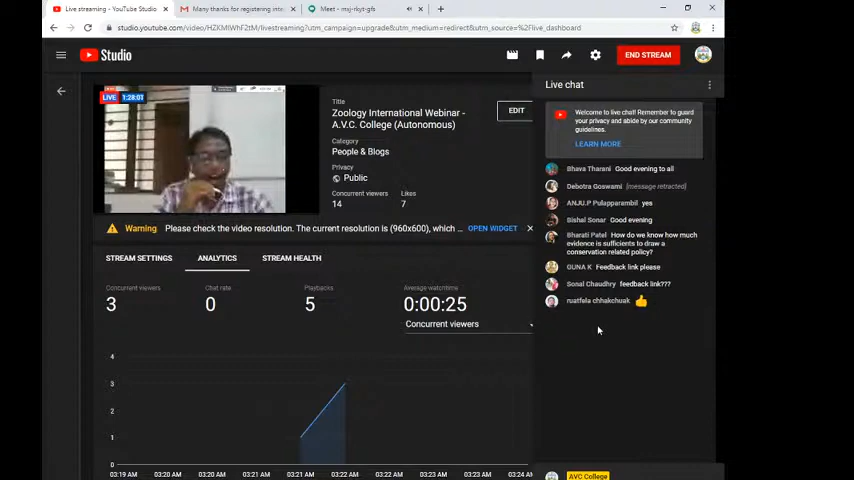 Live streaming - YouTube Studio
Many thanks for registering inte
Meet - msj-rkyt-gfb
studio.youtube.com/video/HZKMIWhF2tM/livestreaming?utm_campaign=upgrade&utm_medium=redirect&utm_source=%2Flive_dashboard
Studio
END STREAM
LIVE 1:28:01
Title
Zoology International Webinar -
A.V.C. College (Autonomous)
EDIT
Category
People & Blogs
Privacy
Public
Concurrent viewers Likes
14 7
Warning Please check the video resolution. The current resolution is (960x600), which ... OPEN WIDGET
STREAM SETTINGS ANALYTICS STREAM HEALTH
Concurrent viewers Chat rate Playbacks Average watchtime
3 0 5 0:00:25
Concurrent viewers
4
3
2
1
0
03:19 AM 03:20 AM 03:20 AM 03:21 AM 03:21 AM 03:22 AM 03:22 AM 03:23 AM 03:23 AM 03:24 AM
Live chat
Welcome to live chat! Remember to guard
your privacy and abide by our community
guidelines.
LEARN MORE
Bhava Tharani Good evening to all
Debotra Goswami [message retracted]
ANJU.P Pulapparambil yes
Bishal Sonar Good evening
Bharati Patel How do we know how much
evidence is sufficients to draw a
conservation related policy?
GUNA K Feedback link please
Sonal Chaudhry feedback link???
ruatfela chhakchuak
AVC College